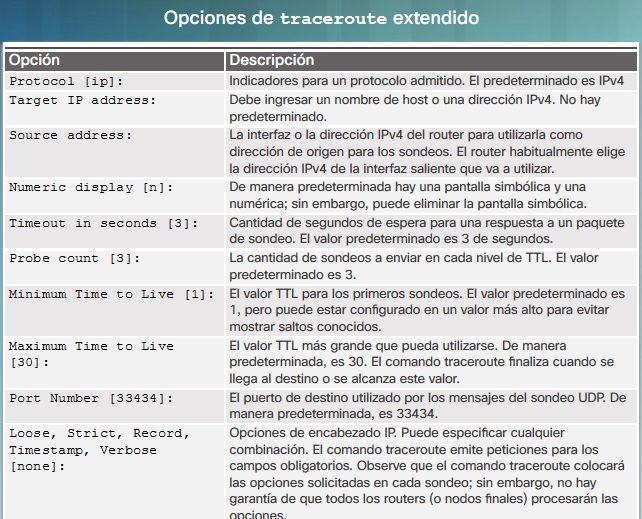 Opciones de traceroute extendido
Opción Descripción
Protocol [ip]: Indicadores para un protocolo admitido. El predeterminado es IPv4
Target IP address: Debe ingresar un nombre de host o una dirección IPv4. No hay
predeterminado.
Source address: La interfaz o la dirección IPv4 del router para utilizarla como
dirección de origen para los sondeos. El router habitualmente elige
la dirección IPv4 de la interfaz saliente que va a utilizar.
Numeric display [n]: De manera predeterminada hay una pantalla simbólica y una
numérica; sin embargo, puede eliminar la pantalla simbólica.
Timeout in seconds [3]: Cantidad de segundos de espera para una respuesta a un paquete
de sondeo. El valor predeterminado es 3 de segundos.
Probe count [3]: La cantidad de sondeos a enviar en cada nivel de TTL. El valor
predeterminado es 3.
Minimum Time to Live [1]: El valor TTL para los primeros sondeos. El valor predeterminado es
1, pero puede estar configurado en un valor más alto para evitar
mostrar saltos conocidos.
Maximum Time to Live El valor TTL más grande que pueda utilizarse. De manera
[30]: predeterminada, es 30. El comando traceroute finaliza cuando se
llega al destino o se alcanza este valor.
Port Number [33434]: El puerto de destino utilizado por los mensajes del sondeo UDP. De
manera predeterminada, es 33434.
Loose, Strict, Record, Opciones de encabezado IP. Puede especificar cualquier
Timestamp, Verbose combinación. El comando traceroute emite peticiones para los
[none]: campos obligatorios. Observe que el comando traceroute colocará
las opciones solicitadas en cada sondeo; sin embargo, no hay
garantía de que todos los routers (o nodos finales) procesarán las
opciones.